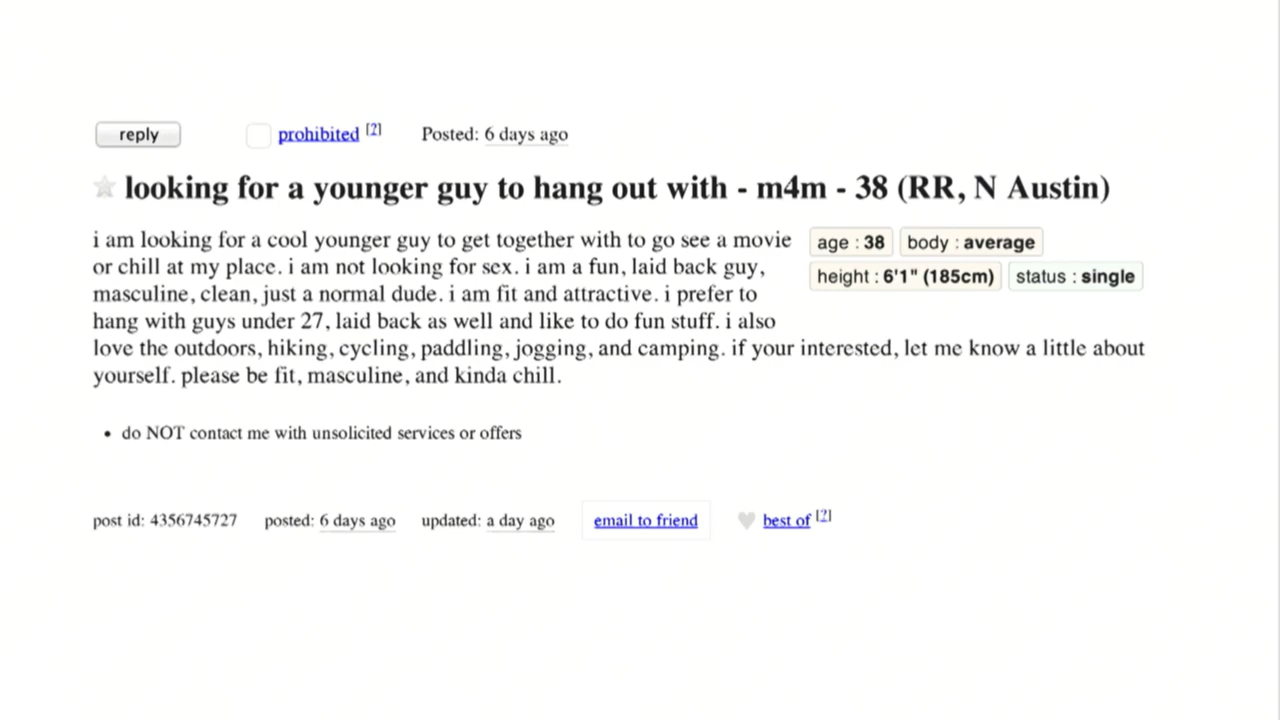 reply prohibited [?] Posted: 6 days ago
looking for a younger guy to hang out with - m4m - 38 (RR, N Austin)
i am looking for a cool younger guy to get together with to go see a movie
or chill at my place. i am not looking for sex. i am a fun, laid back guy,
masculine, clean, just a normal dude. i am fit and attractive. i prefer to
hang with guys under 27, laid back as well and like to do fun stuff. i also
love the outdoors, hiking, cycling, paddling, jogging, and camping. if your interested, let me know a little about
yourself. please be fit, masculine, and kinda chill.
age : 38 body : average
height : 6'1" (185cm) status : single
• do NOT contact me with unsolicited services or offers
post id: 4356745727 posted: 6 days ago updated: a day ago email to friend best of [?]